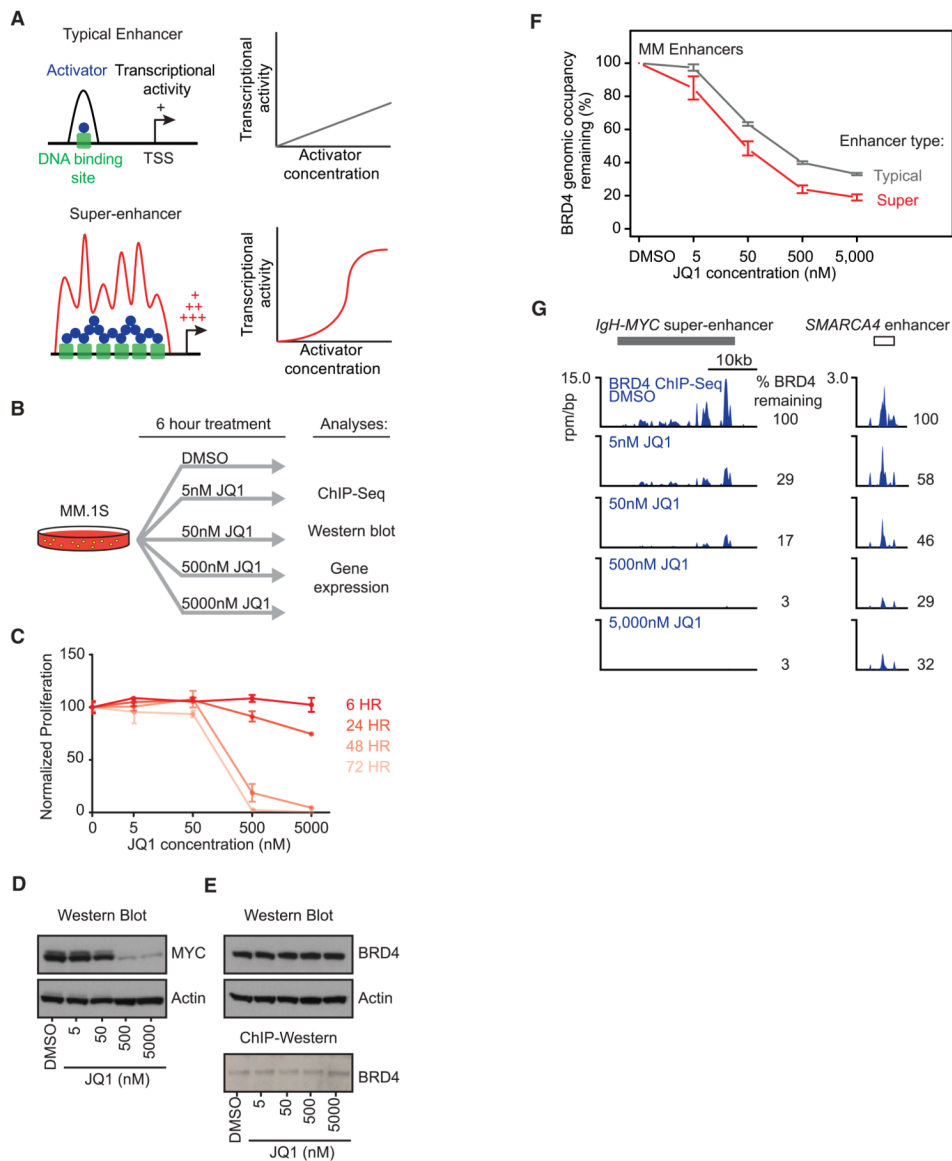 A
Typical Enhancer
Activator
Transcriptional
activity
+
DNA binding
site
TSS
Transcriptional
activity
Activator
concentration
Super-enhancer
+
++
+++
Transcriptional
activity
Activator
concentration
B
6 hour treatment
Analyses:
MM.1S
DMSO
5nM JQ1
50nM JQ1
500nM JQ1
5000nM JQ1
ChIP-Seq
Western blot
Gene
expression
C
Normalized Proliferation
150
100
50
0
0 5 50 500 5000
JQ1 concentration (nM)
6 HR
24 HR
48 HR
72 HR
D
Western Blot
MYC
Actin
DMSO 5 50 500 5000
JQ1 (nM)
E
Western Blot
BRD4
Actin
ChIP-Western
BRD4
DMSO 5 50 500 5000
JQ1 (nM)
F
MM Enhancers
BRD4 genomic occupancy
remaining (%)
100
80
60
40
20
0
Enhancer type:
Typical
Super
DMSO 5 50 500 5,000
JQ1 concentration (nM)
G
IgH-MYC super-enhancer
SMARCA4 enhancer
10kb
15.0
rpm/bp
BRD4 ChIP-Seq
DMSO
% BRD4
remaining
100
3.0
100
5nM JQ1
29
58
50nM JQ1
17
46
500nM JQ1
3
29
5,000nM JQ1
3
32